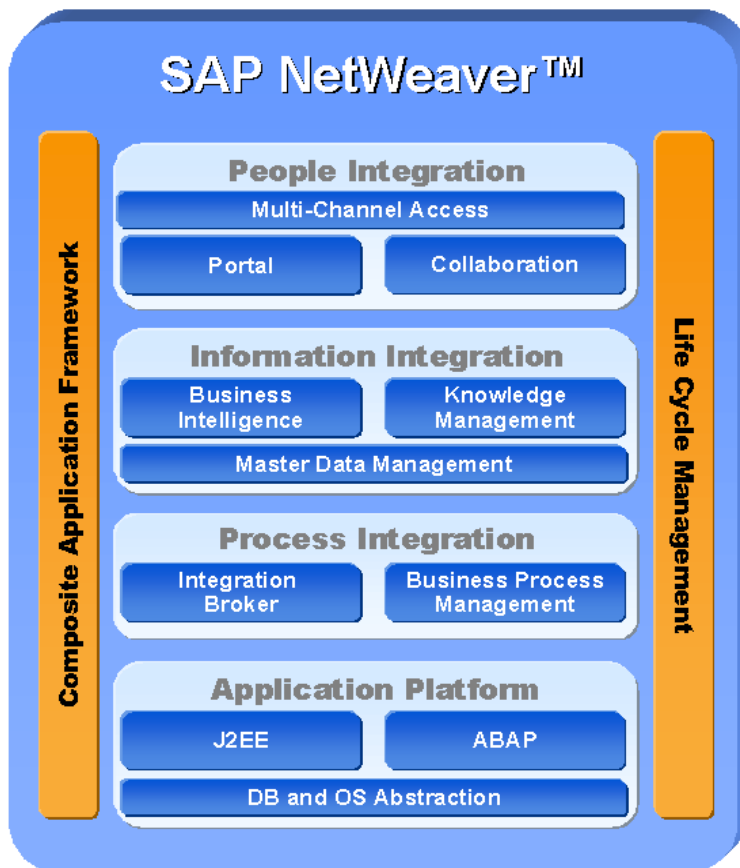 SAP NetWeaver™
Composite Application Framework
People Integration
Multi-Channel Access
Portal
Collaboration
Information Integration
Business
Intelligence
Knowledge
Management
Master Data Management
Process Integration
Integration
Broker
Business Process
Management
Application Platform
J2EE
ABAP
DB and OS Abstraction
Life Cycle Management